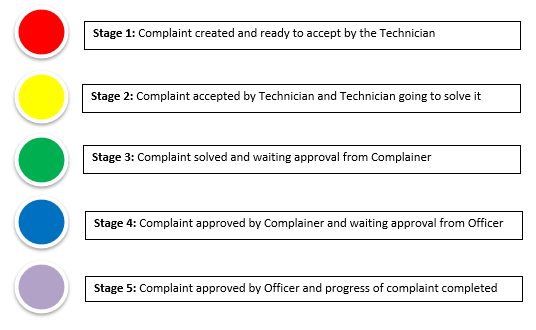 Stage 1: Complaint created and ready to accept by the Technician
Stage 2: Complaint accepted by Technician and Technician going to solve it
Stage 3: Complaint solved and waiting approval from Complainer
Stage 4: Complaint approved by Complainer and waiting approval from Officer
Stage 5: Complaint approved by Officer and progress of complaint completed